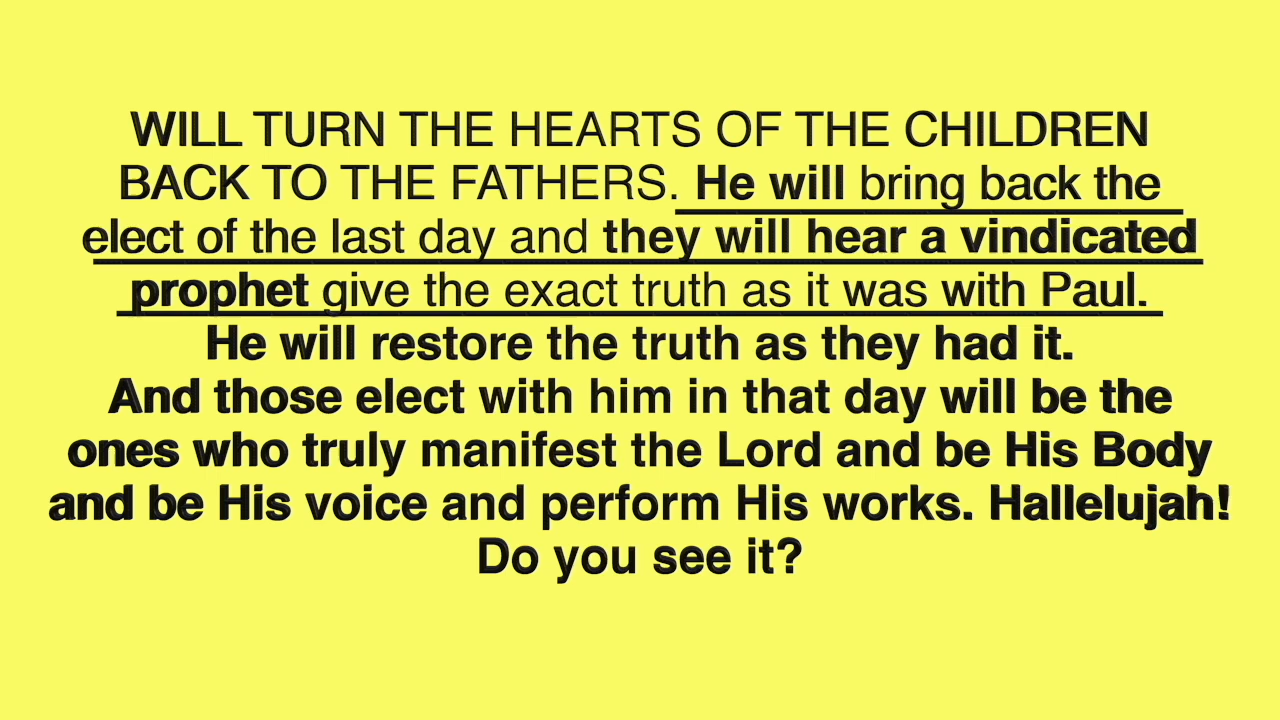 WILL TURN THE HEARTS OF THE CHILDREN
BACK TO THE FATHERS. He will bring back the
elect of the last day and they will hear a vindicated
prophet give the exact truth as it was with Paul.
He will restore the truth as they had it.
And those elect with him in that day will be the
ones who truly manifest the Lord and be His Body
and be His voice and perform His works. Hallelujah!
Do you see it?